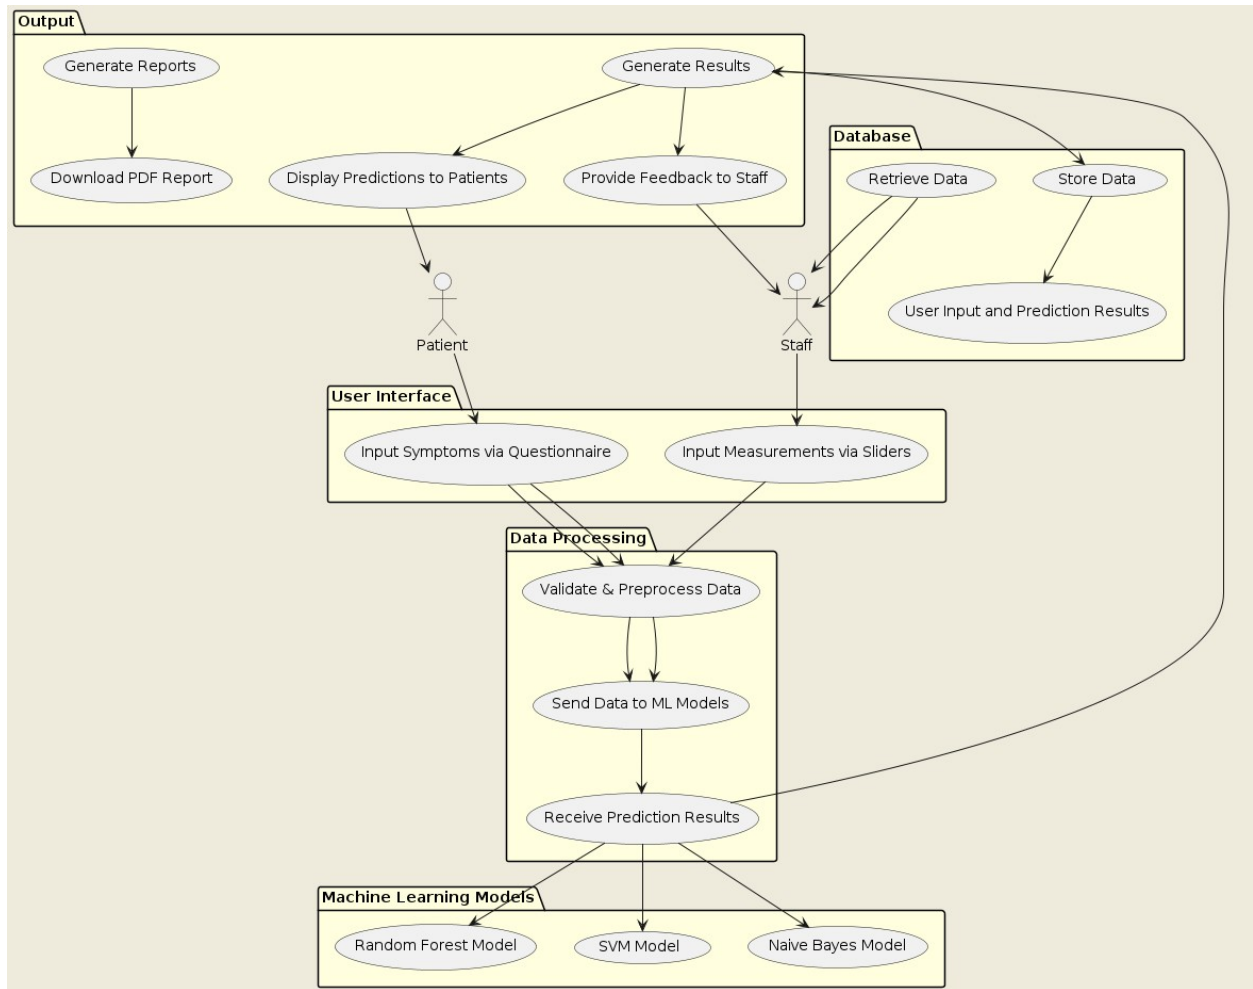 Output
Generate Reports
Generate Results
Download PDF Report
Display Predictions to Patients
Provide Feedback to Staff
Database
Retrieve Data
Store Data
User Input and Prediction Results
Patient
Staff
User Interface
Input Symptoms via Questionnaire
Input Measurements via Sliders
Data Processing
Validate & Preprocess Data
Send Data to ML Models
Receive Prediction Results
Machine Learning Models
Random Forest Model
SVM Model
Naive Bayes Model